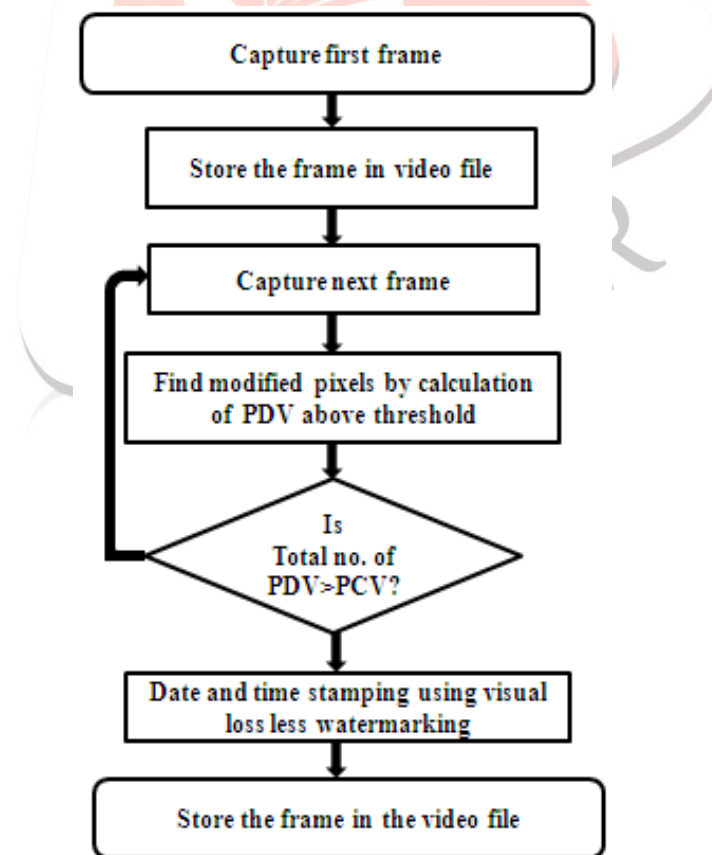 Capture first frame
Store the frame in video file
Capture next frame
Find modified pixels by calculation
of PDV above threshold
Is
Total no. of
PDV>PCV?
Date and time stamping using visual
loss less watermarking
Store the frame in the video file